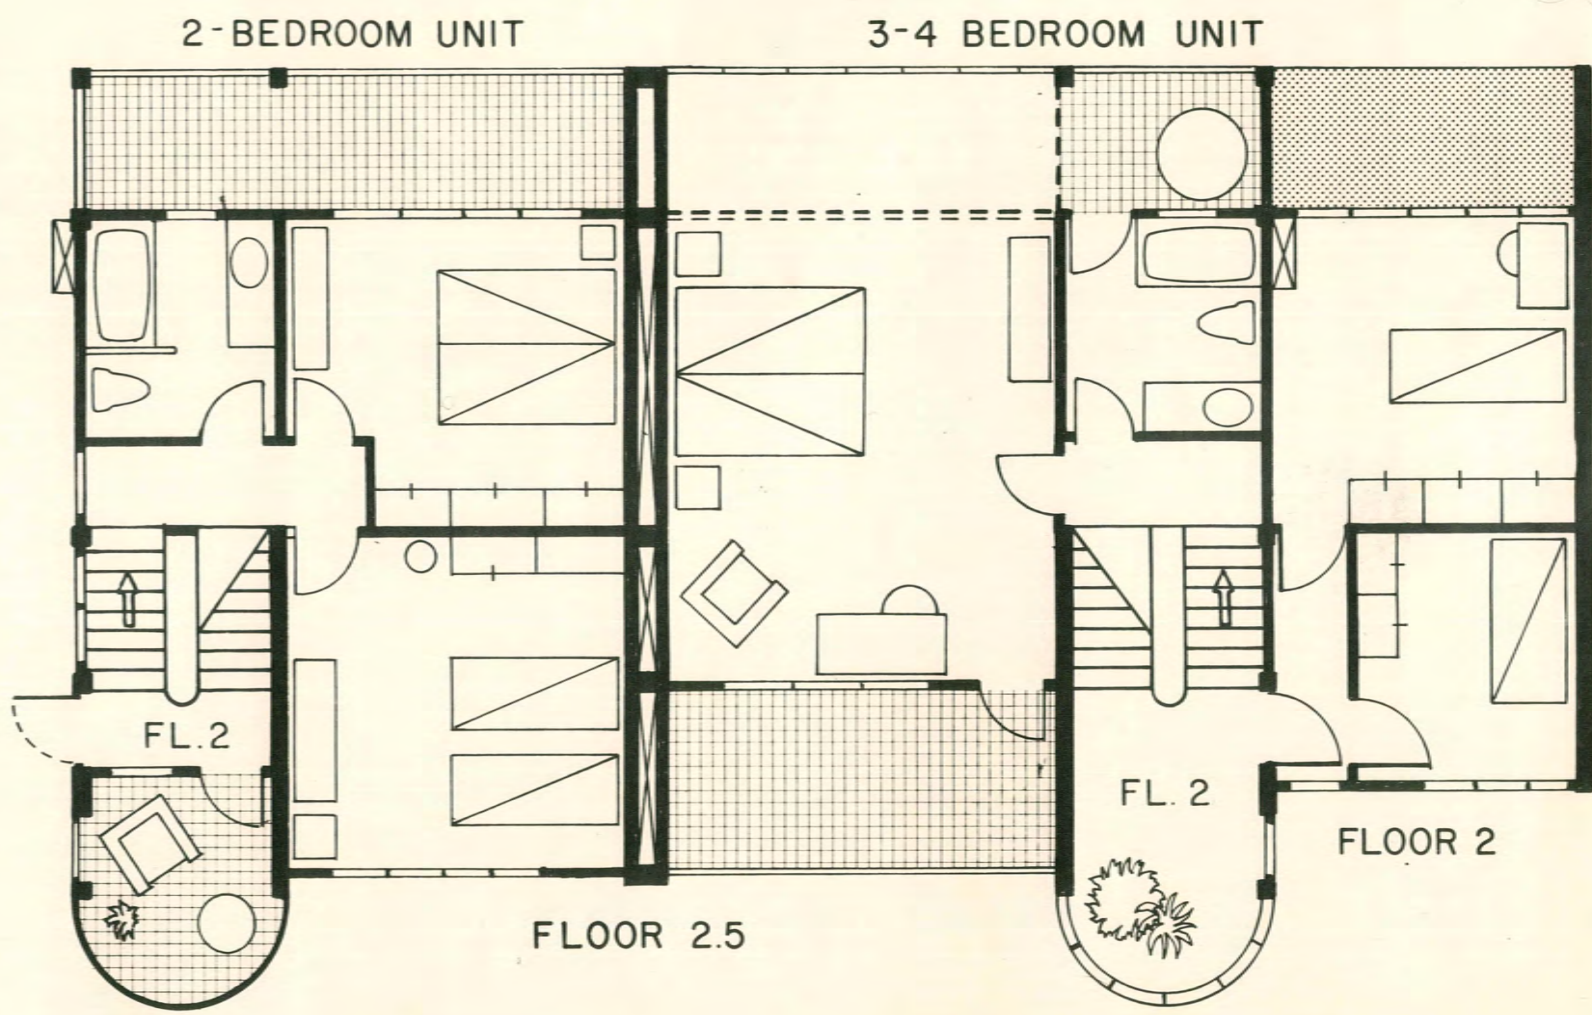 2-BEDROOM UNIT
3-4 BEDROOM UNIT
FL.2
FL. 2
FLOOR 2
FLOOR 2.5